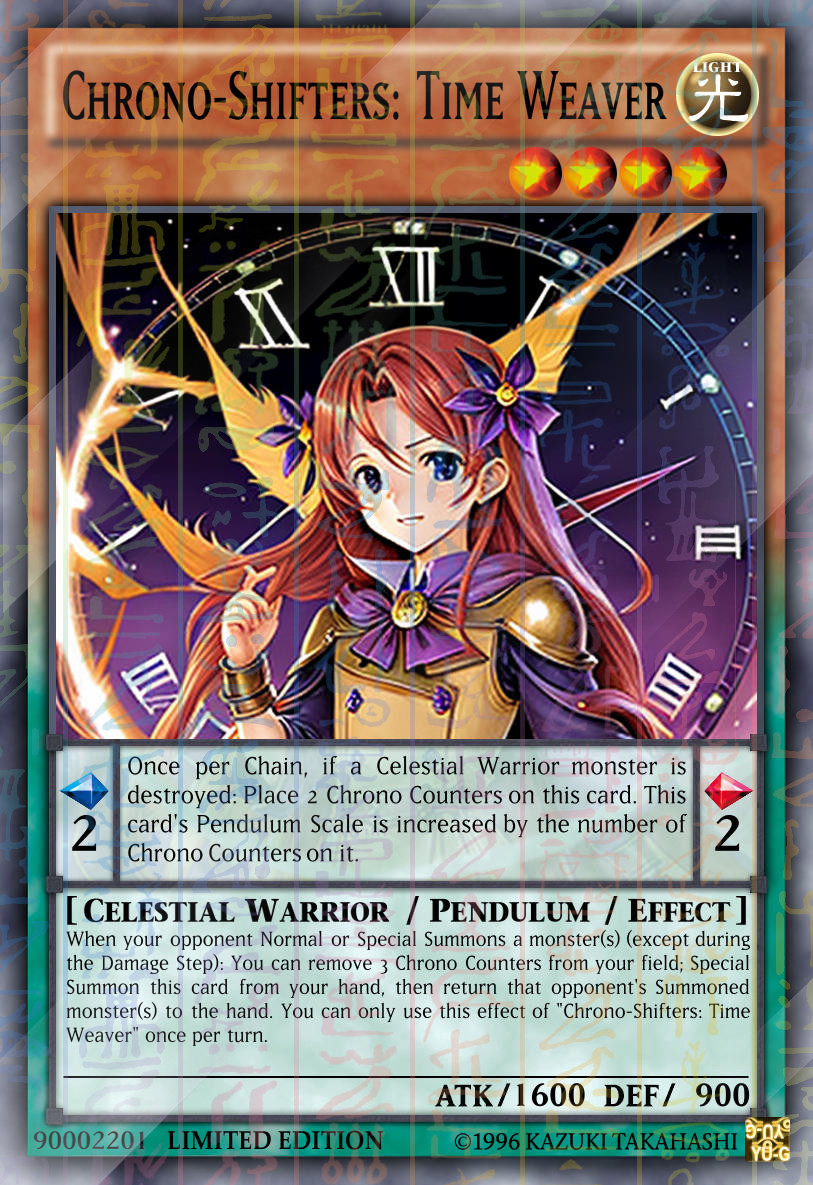 CHRONO-SHIFTERS: TIME WEAVER
LIGHT
光
XII
XI
I
III
Once per Chain, if a Celestial Warrior monster is
destroyed: Place 2 Chrono Counters on this card. This
card's Pendulum Scale is increased by the number of
Chrono Counters on it.
2
2
[ CELESTIAL WARRIOR / PENDULUM / EFFECT ]
When your opponent Normal or Special Summons a monster(s) (except during
the Damage Step): You can remove 3 Chrono Counters from your field; Special
Summon this card from your hand, then return that opponent's Summoned
monster(s) to the hand. You can only use this effect of "Chrono-Shifters: Time
Weaver" once per turn.
ATK/1600 DEF/ 900
90002201 LIMITED EDITION ©1996 KAZUKI TAKAHASHI